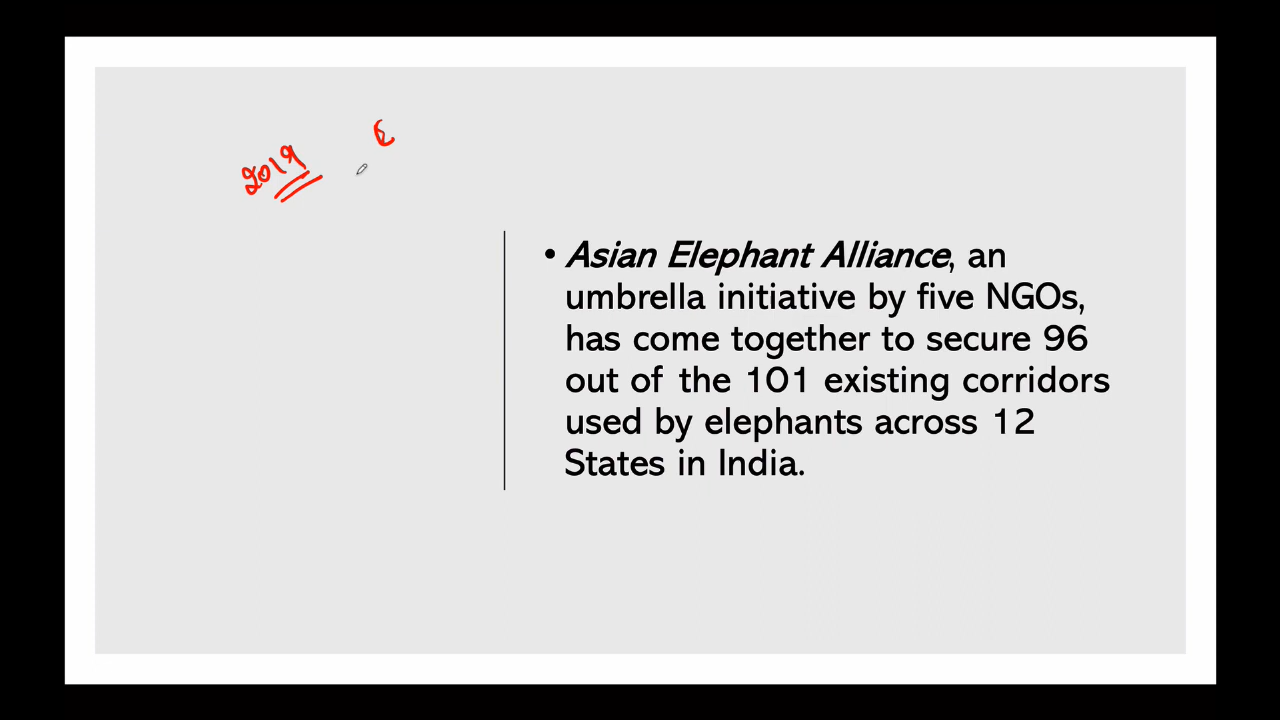 2019
• Asian Elephant Alliance, an
umbrella initiative by five NGOs,
has come together to secure 96
out of the 101 existing corridors
used by elephants across 12
States in India.